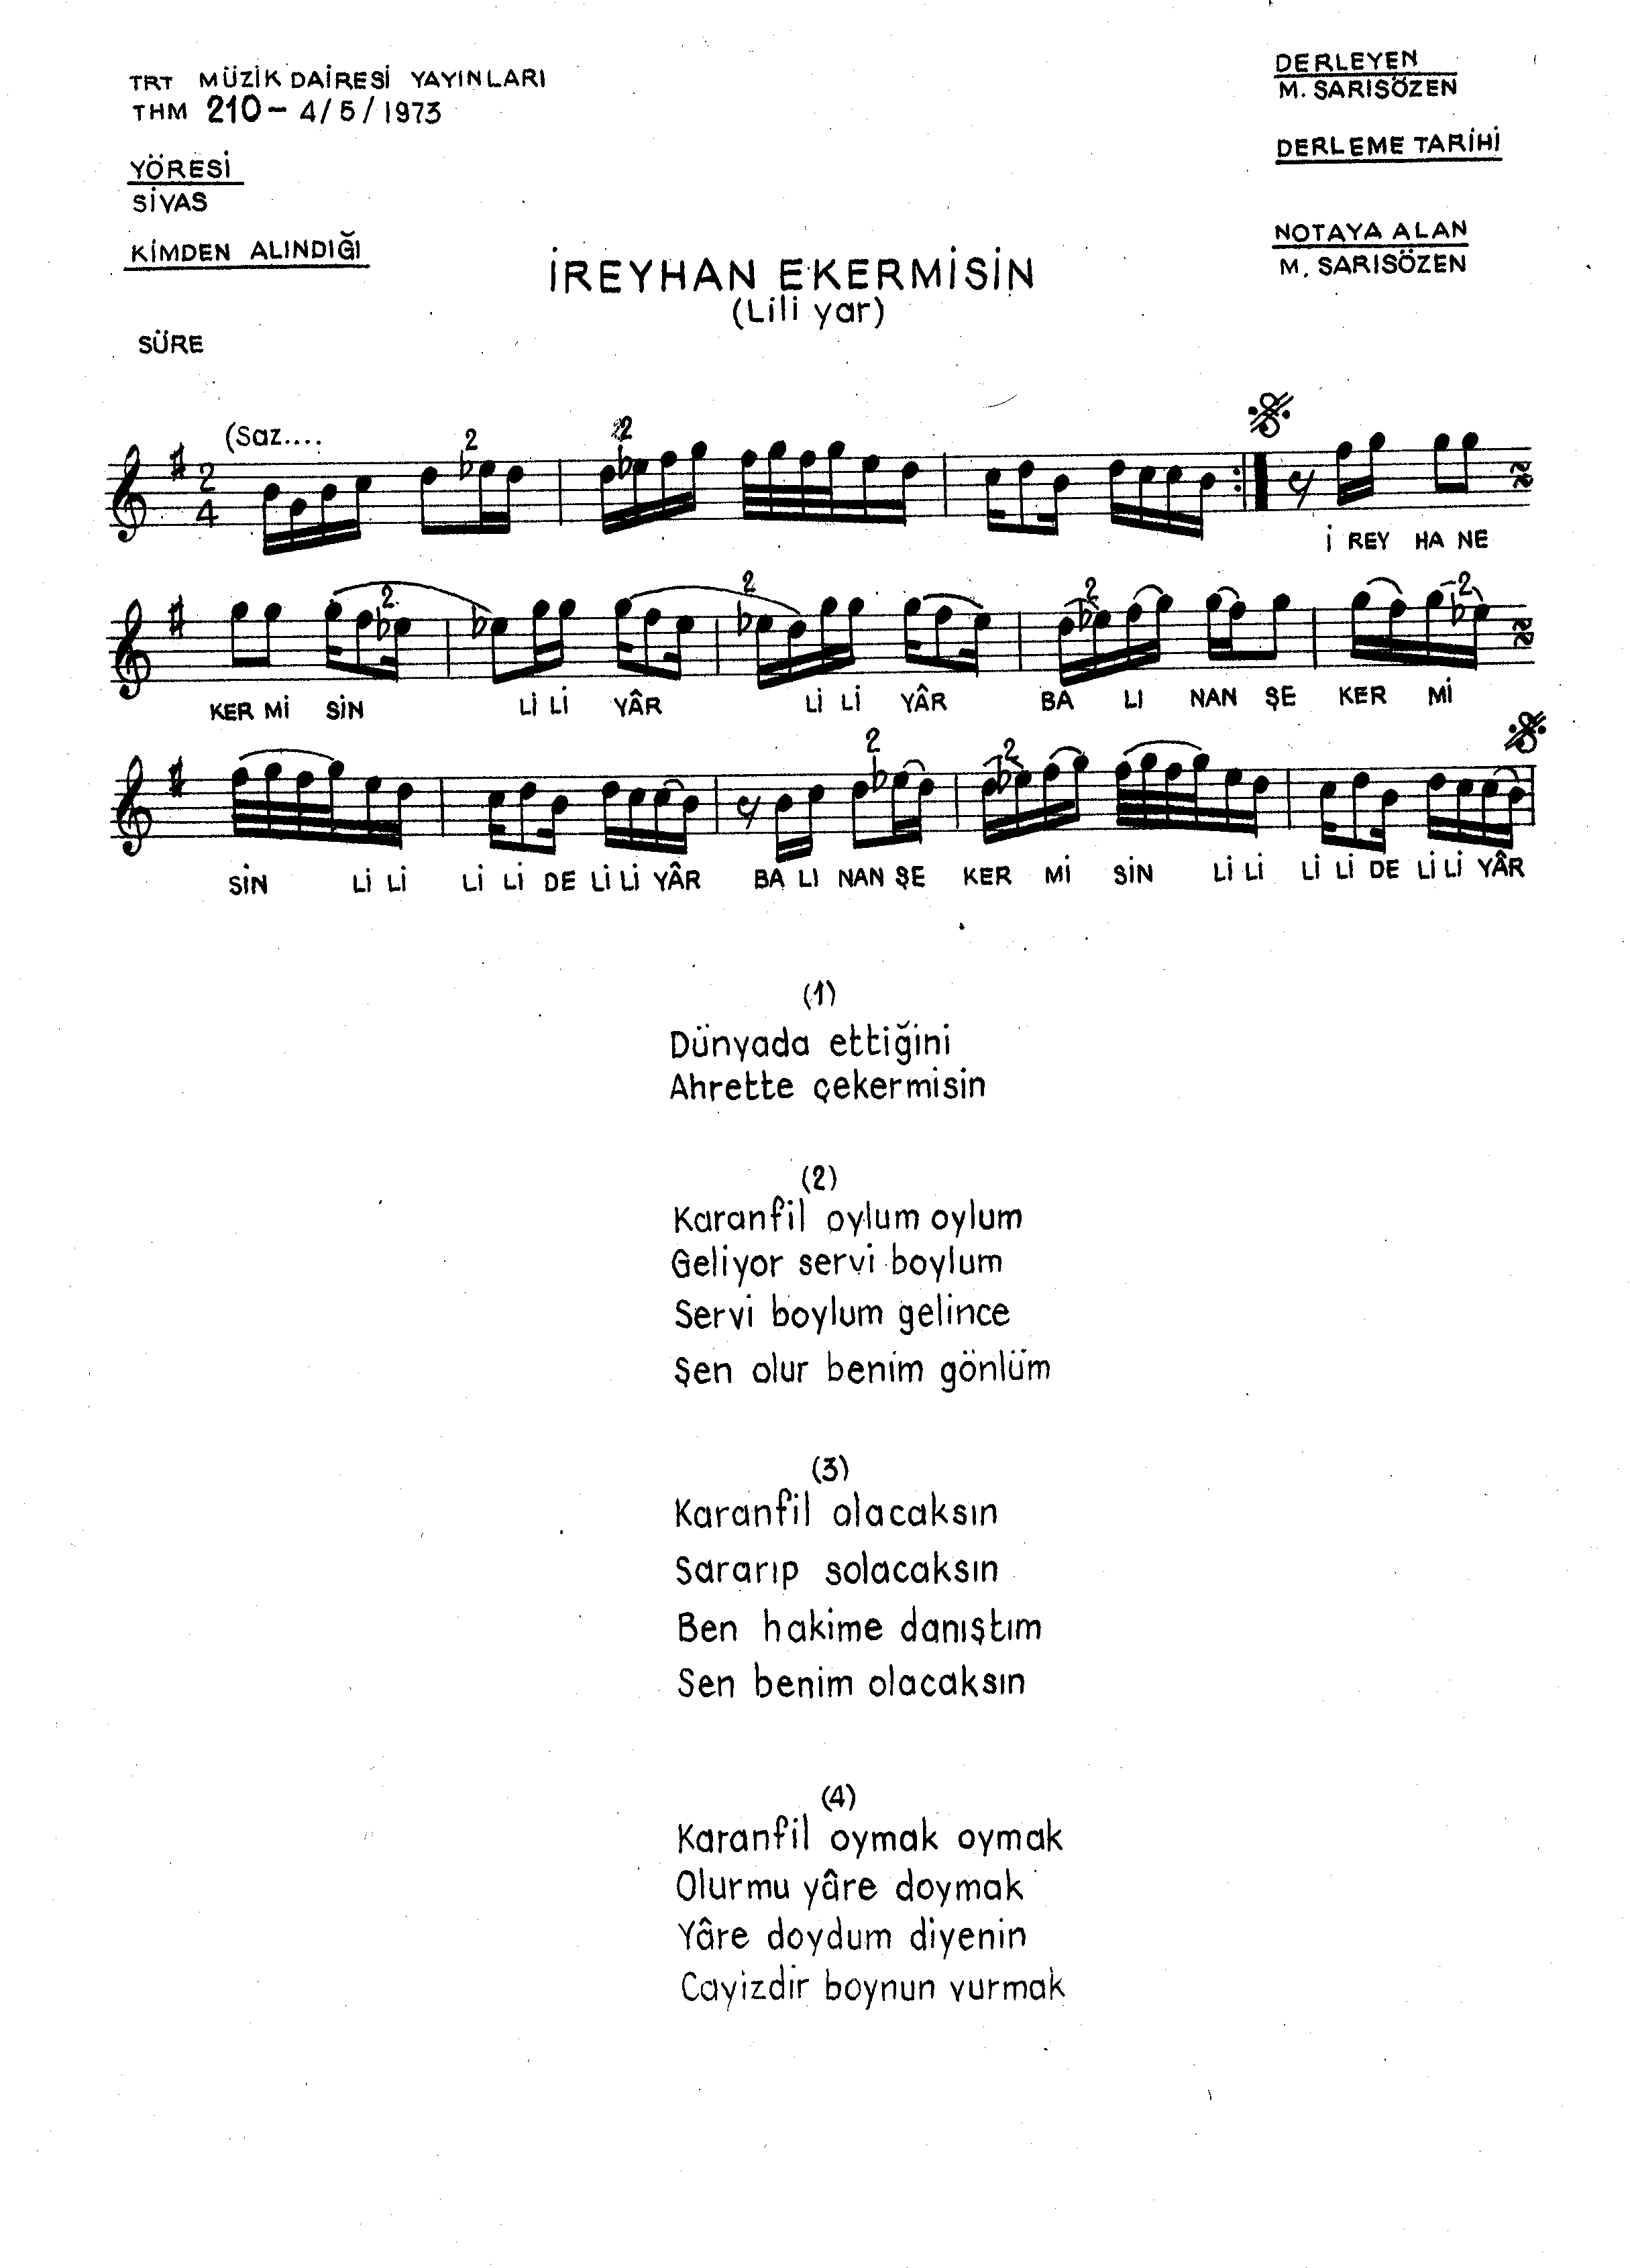 TRT MÜZİK DAİRESİ YAYINLARI
THM 210 - 4/5/1973
YÖRESİ
SİVAS
KİMDEN ALINDIĞI
SÜRE
DERLEYEN
M. SARISÖZEN
DERLEME TARİHİ
NOTAYA ALAN
M. SARISÖZEN
İREYHAN EKERMİSİN
(Lili yar)
(Saz....
2
2
2
4
İ REY HA NE
2
2
2
2
KER Mİ SİN Lİ Lİ YÂR Lİ Lİ YÂR BA LI NAN ŞE KER Mİ
2
2
SİN Lİ Lİ Lİ Lİ DE Lİ Lİ YÂR BA LI NAN ŞE KER Mİ SİN Lİ Lİ Lİ Lİ DE Lİ Lİ YÂR
(1)
Dünyada ettiğini
Ahrette çekermisin
(2)
Karanfil oylum oylum
Geliyor servi boylum
Servi boylum gelince
Şen olur benim gönlüm
(3)
Karanfil olacaksın
Sararıp solacaksın
Ben hakime danıştım
Sen benim olacaksın
(4)
Karanfil oymak oymak
Olurmu yâre doymak
Yâre doydum diyenin
Cayizdir boynun vurmak